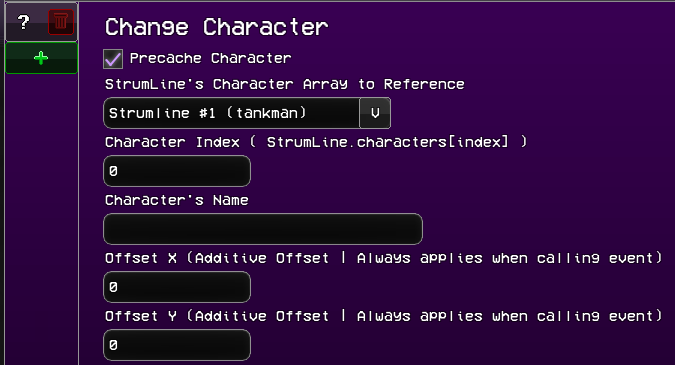 ?
+
Change Character
Precache Character
StrumLine's Character Array to Reference
Strumline #1 (tankman)
V
Character Index ( StrumLine.characters[index] )
0
Character's Name
Offset X (Additive Offset | Always applies when calling event)
0
Offset Y (Additive Offset | Always applies when calling event)
0